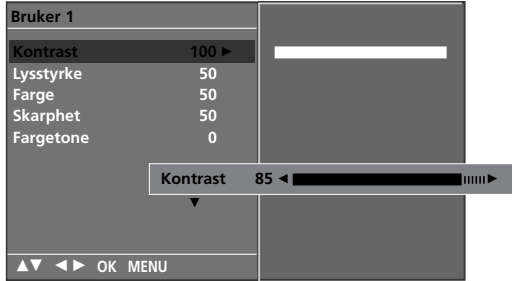 Bruker 1
Kontrast 100 ►
Lysstyrke 50
Farge 50
Skarphet 50
Fargetone 0
Kontrast 85 ◄ ►
▼
▲▼ ◄► OK MENU